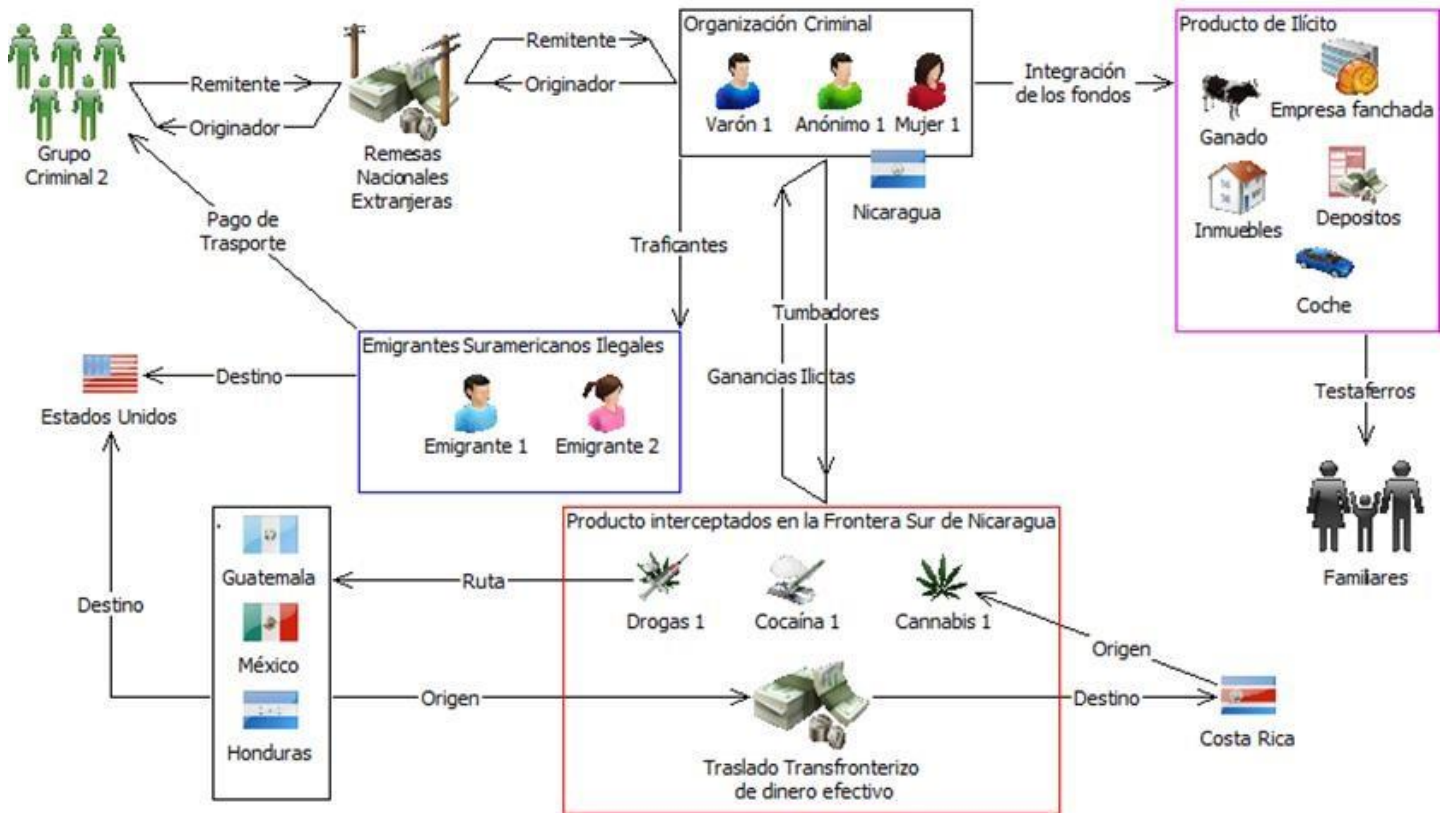 Organización Criminal
Producto de Ilícito
Remitente
Originador
Remitente
Originador
Varón 1
Anónimo 1
Mujer 1
Integración
de los fondos
Ganado
Empresa fanchada
Grupo
Criminal 2
Remesas
Nacionales
Extranjeras
Nicaragua
Inmuebles
Depositos
Coche
Pago de
Trasporte
Traficantes
Tumbadores
Ganancias Ilicitas
Emigrantes Suramericanos Ilegales
Emigrante 1
Emigrante 2
Destino
Estados Unidos
Testaferros
Familiares
Producto interceptados en la Frontera Sur de Nicaragua
Drogas 1
Cocaína 1
Cannabis 1
Ruta
.
Guatemala
México
Honduras
Destino
Origen
Origen
Destino
Costa Rica
Traslado Transfronterizo
de dinero efectivo